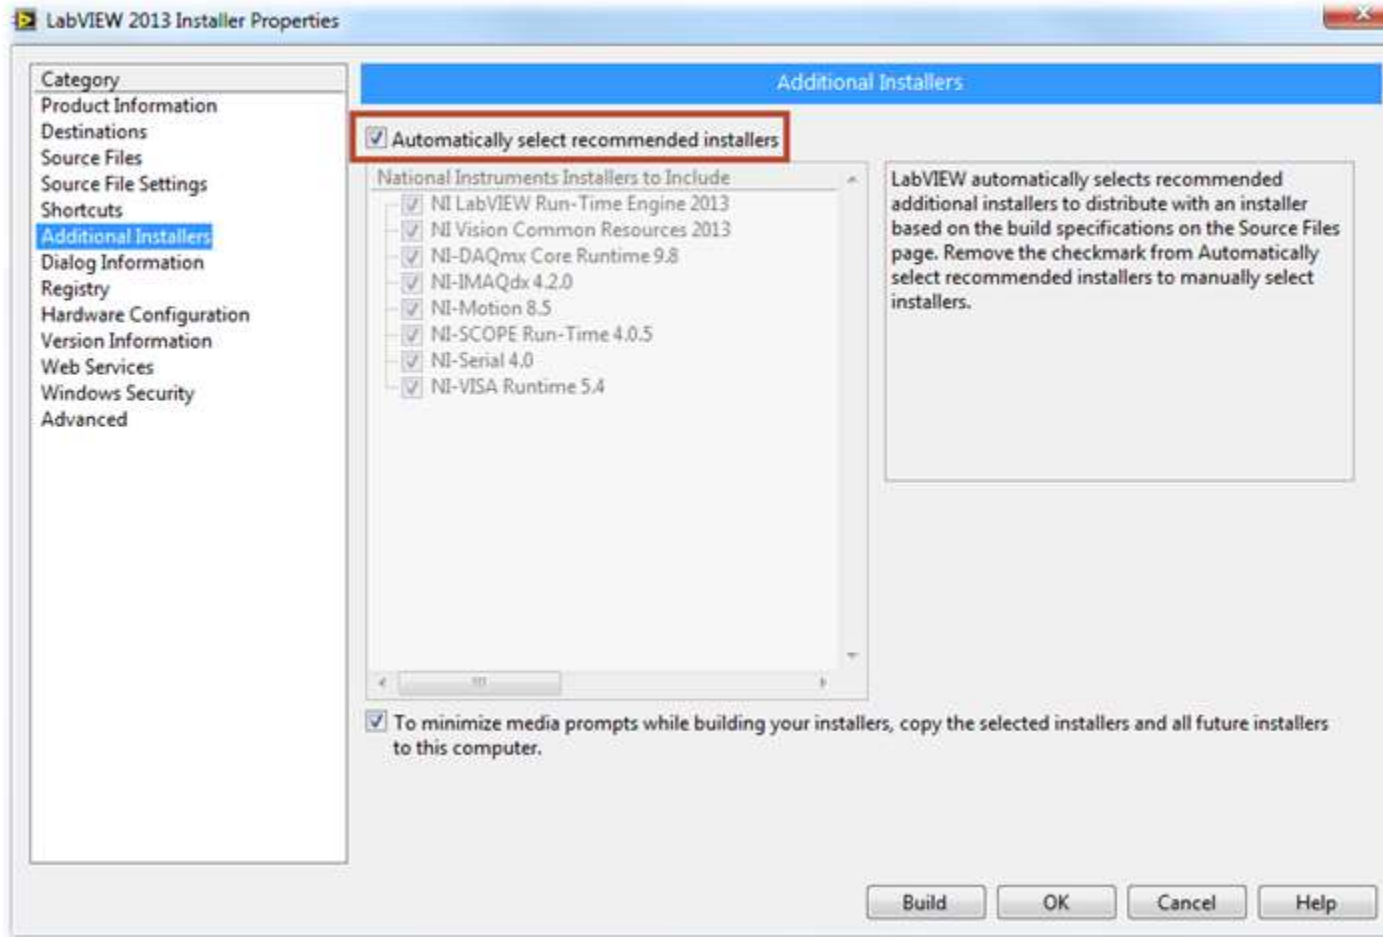 LabVIEW 2013 Installer Properties
Category
Product Information
Destinations
Source Files
Source File Settings
Shortcuts
Additional Installers
Dialog Information
Registry
Hardware Configuration
Version Information
Web Services
Windows Security
Advanced
Additional Installers
Automatically select recommended installers
National Instruments Installers to Include
NI LabVIEW Run-Time Engine 2013
NI Vision Common Resources 2013
NI-DAQmx Core Runtime 9.8
NI-IMAQdx 4.2.0
NI-Motion 8.5
NI-SCOPE Run-Time 4.0.5
NI-Serial 4.0
NI-VISA Runtime 5.4
LabVIEW automatically selects recommended
additional installers to distribute with an installer
based on the build specifications on the Source Files
page. Remove the checkmark from Automatically
select recommended installers to manually select
installers.
To minimize media prompts while building your installers, copy the selected installers and all future installers
to this computer.
Build
OK
Cancel
Help